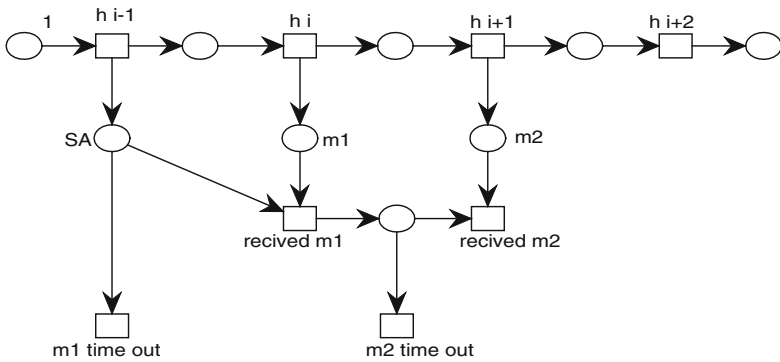 1
h i-1
h i
h i+1
h i+2
SA
m1
m2
recived m1
recived m2
m1 time out
m2 time out